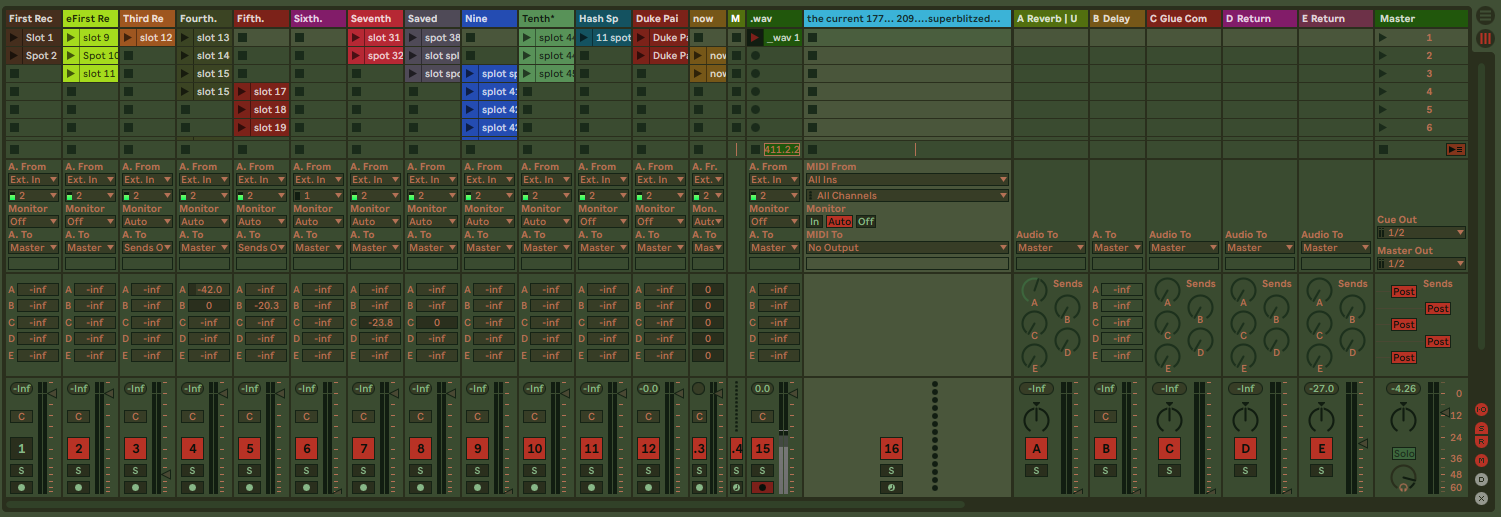 First Rec eFirst Re Third Re Fourth. Fifth. Sixth. Seventh Saved Nine Tenth* Hash Sp Duke Pai now M .wav the current 177... 209....superblitzed.... A Reverb | U B Delay C Glue Com D Return E Return Master
Slot 1 slot 9 slot 12 slot 13 slot 31 spot 38 splot 44 11 spot Duke Pa _wav 1 1
Spot 2 Spot 10 slot 14 spot 32 slot spl splot 44 Duke Pa now 2
slot 11 slot 15 slot spo splot sp splot 45 now 3
slot 15 slot 17 splot 41 4
slot 18 splot 42 5
slot 19 splot 42 6
411.2.2
A. From A. From A. From A. From A. From A. From A. From A. From A. From A. From A. From A. From A. Fr. A. From MIDI From
Ext. In Ext. In Ext. In Ext. In Ext. In Ext. In Ext. In Ext. In Ext. In Ext. In Ext. In Ext. In Ext. Ext. In All Ins
2 2 2 2 2 1 2 2 2 2 2 2 2 2 All Channels
Monitor Monitor Monitor Monitor Monitor Monitor Monitor Monitor Monitor Monitor Monitor Monitor Mon. Monitor Monitor
Off Off Auto Auto Auto Auto Auto Off Auto Auto Auto Auto Aut Off In Auto Off Cue Out
A. To A. To A. To A. To A. To A. To A. To A. To A. To A. To A. To A. To A. To A. To MIDI To Audio To A. To Audio To Audio To Audio To 1/2
Master Master Sends O Master Sends O Master Master Master Master Master Master Master Mas Master No Output Master Master Master Master Master Master Out
1/2
A -inf A -inf A -inf A -42.0 A -inf A -inf A -inf A -inf A -inf A -inf A -inf A -inf 0 A -inf Sends A -inf Sends Sends Sends Post Sends
B -inf B -inf B -inf B 0 B -20.3 B -inf B -inf B -inf B -inf B -inf B -inf B -inf 0 B -inf A B B -inf A B A B A B Post
C -inf C -inf C -inf C -inf C -inf C -inf C -23.8 C 0 C -inf C -inf C -inf C -inf 0 C -inf C C -inf C C C Post
D -inf D -inf D -inf D -inf D -inf D -inf D -inf D -inf D -inf D -inf D -inf D -inf 0 D -inf D D -inf D D D Post
E -inf E -inf E -inf E -inf E -inf E -inf E -inf E -inf E -inf E -inf E -inf E -inf 0 E -inf E E -inf E E E Post
-Inf -Inf -Inf -Inf -Inf -Inf -Inf -Inf -Inf -Inf -Inf -0.0 0.0 -Inf -Inf -Inf -Inf -27.0 -4.26 0
C C C C C C C C C C C C C C C 12
1 2 3 4 5 6 7 8 9 10 11 12 .3 .4 15 16 A B C D E Solo 24
S S S S S S S S S S S S S S S S S S S S S 36
48
60
I-O
S
R
M
D
X